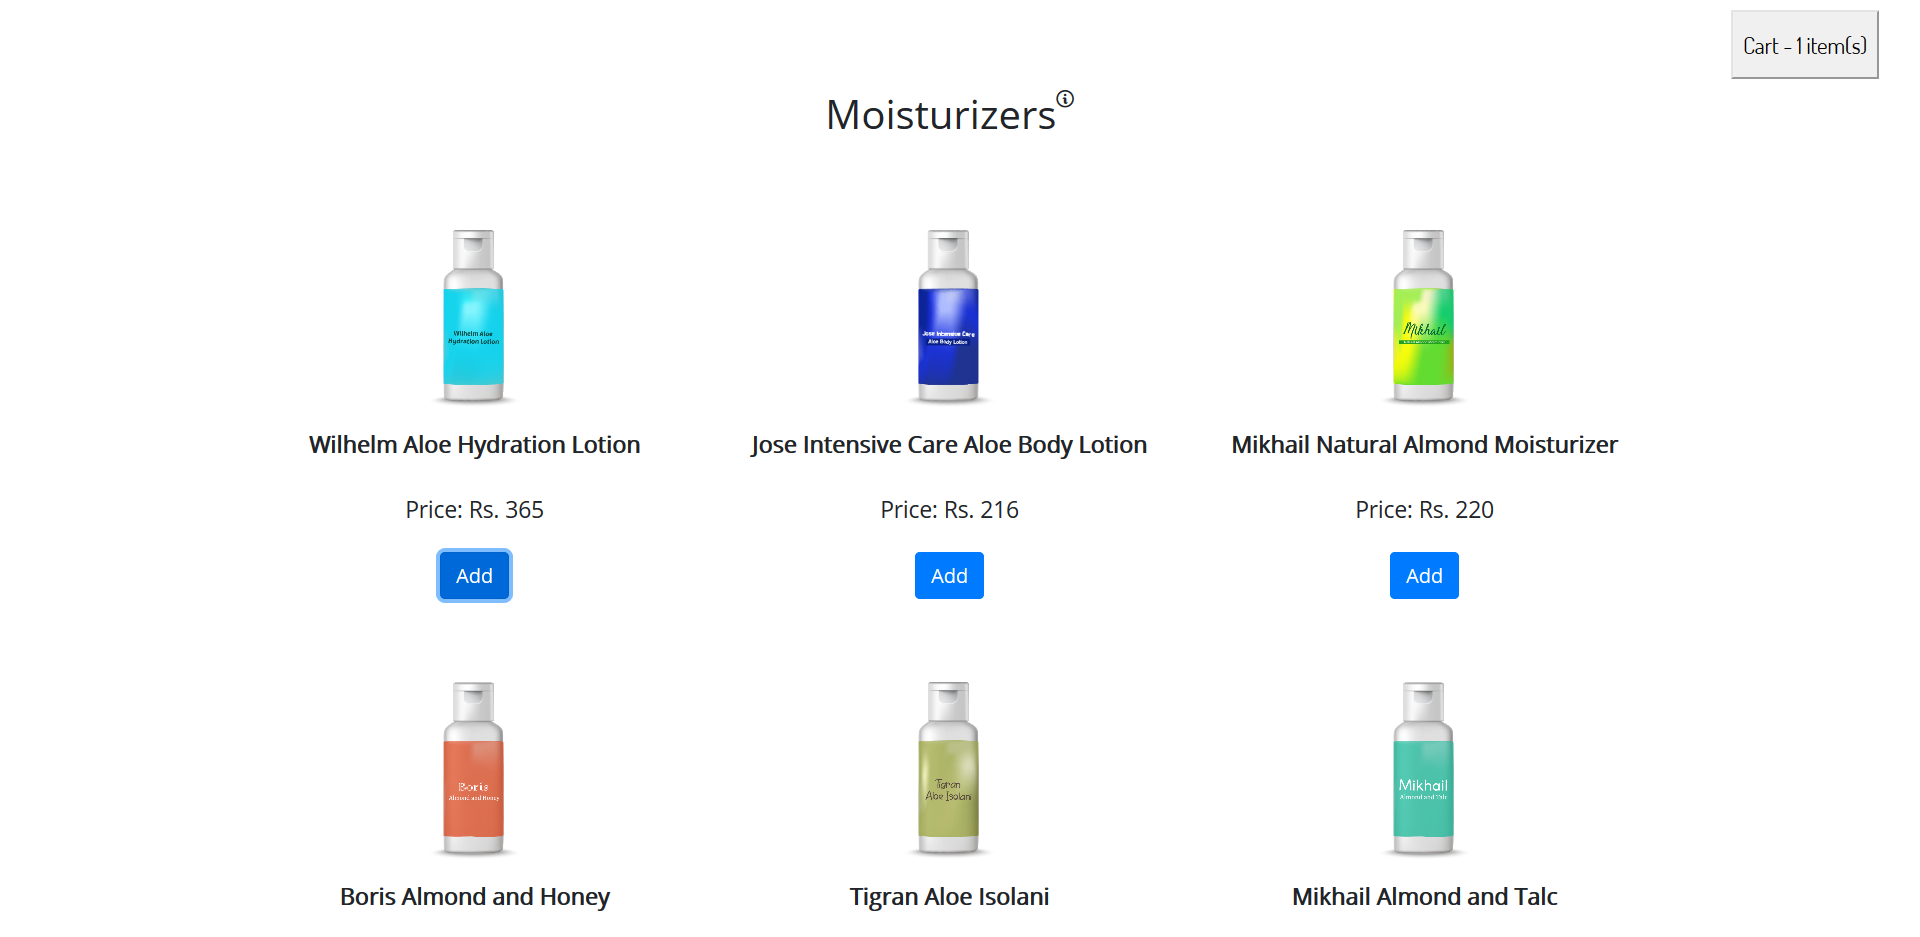 Cart - 1 item(s)
Moisturizers
Wilhelm Aloe
Hydration Lotion
Jose Intensive Care
Aloe Body Lotion
Mikhail
Wilhelm Aloe Hydration Lotion
Jose Intensive Care Aloe Body Lotion
Mikhail Natural Almond Moisturizer
Price: Rs. 365
Price: Rs. 216
Price: Rs. 220
Add
Add
Add
Boris
Almond and Honey
Tigran
Aloe Isolani
Mikhail
Almond and Talc
Boris Almond and Honey
Tigran Aloe Isolani
Mikhail Almond and Talc